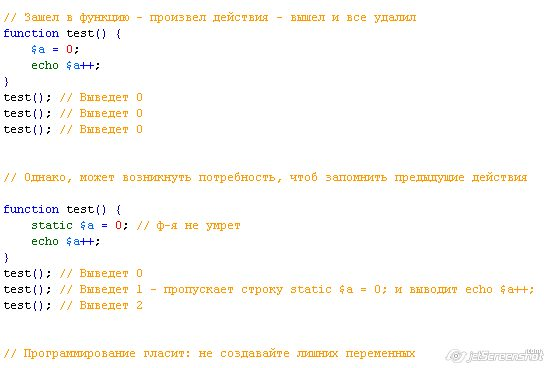 // Зашел в функцию - произвел действия - вышел и все удалил
function test() {
    $a = 0;
    echo $a++;
}
test(); // Выведет 0
test(); // Выведет 0
test(); // Выведет 0
// Однако, может возникнуть потребность, чтоб запомнить предыдущие действия
function test() {
    static $a = 0; // ф-я не умрет
    echo $a++;
}
test(); // Выведет 0
test(); // Выведет 1 - пропускает строку static $a = 0; и выводит echo $a++;
test(); // Выведет 2
// Программирование гласит: не создавайте лишних переменных
jetScreenshot